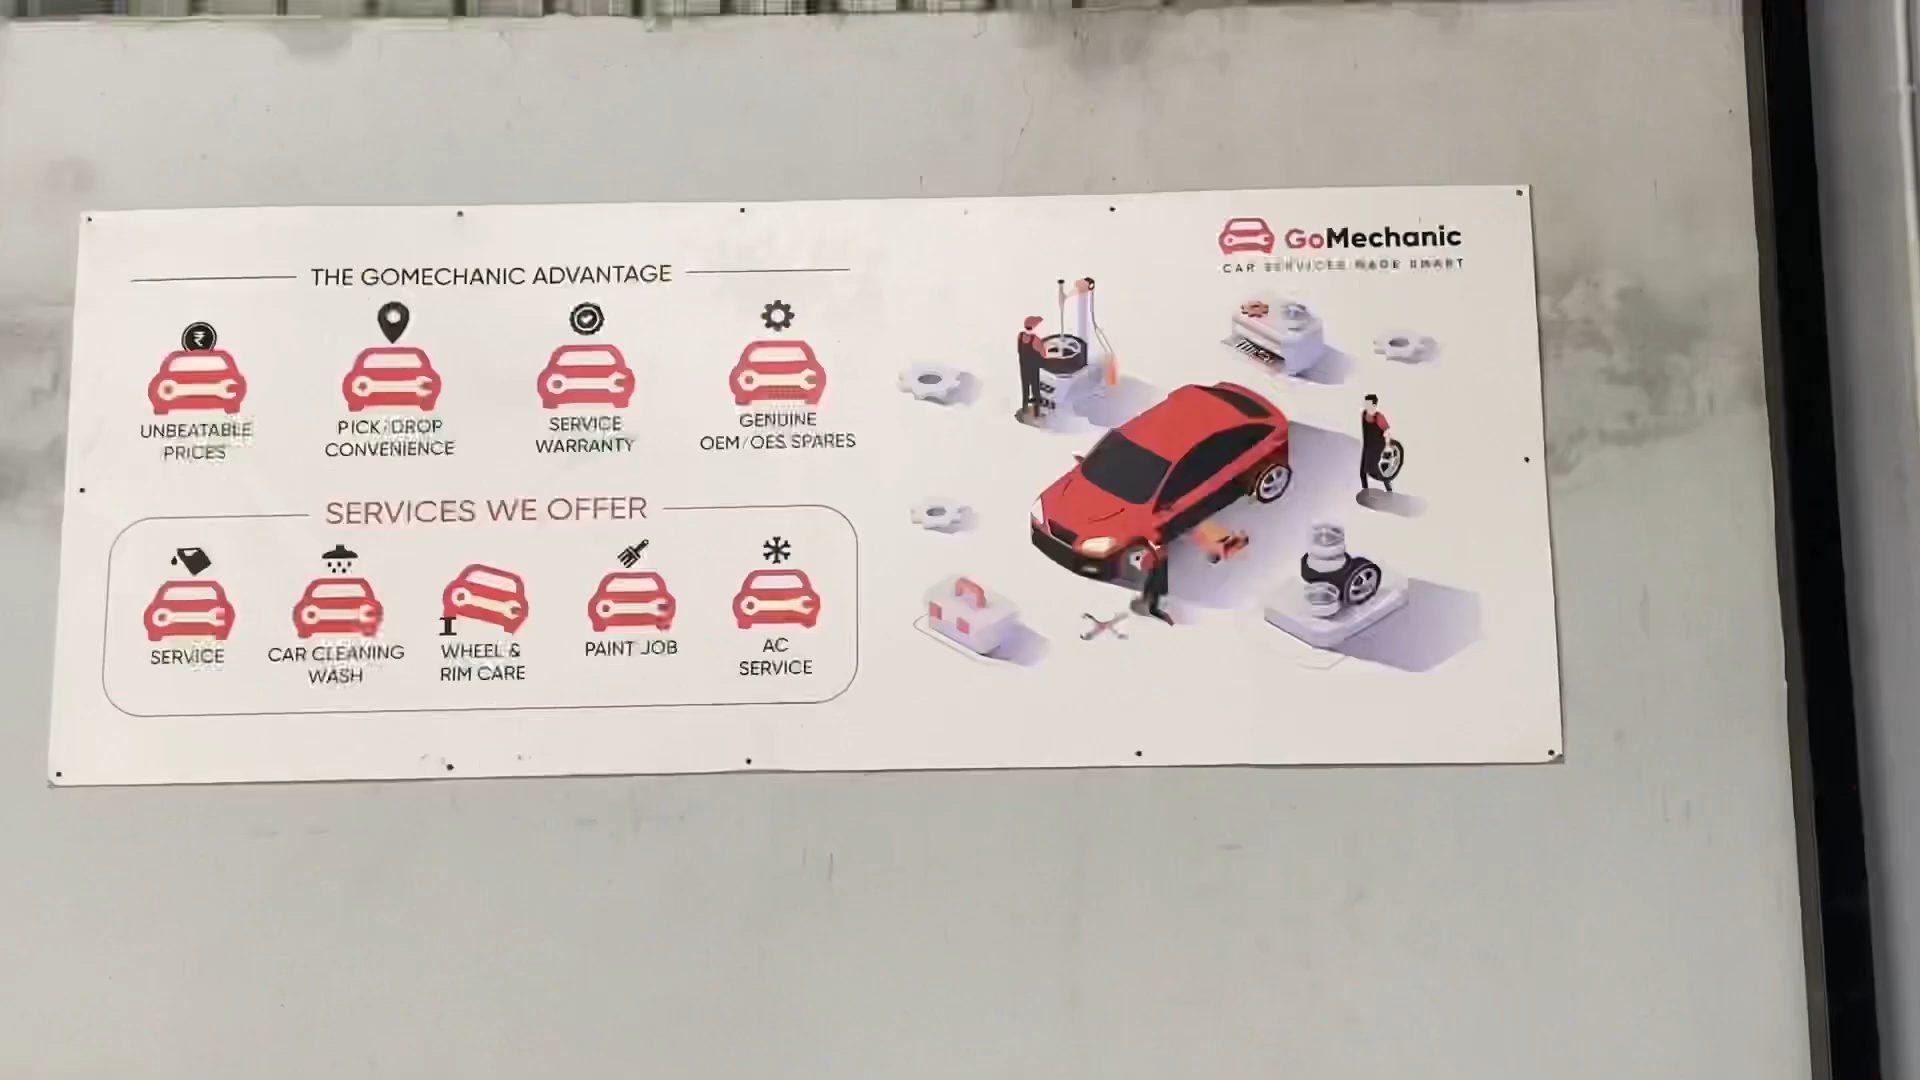 GoMechanic
CAR SERVICES MADE SMART
THE GOMECHANIC ADVANTAGE
₹
UNBEATABLE
PRICES
PICK/DROP
CONVENIENCE
SERVICE
WARRANTY
GENUINE
OEM/OES SPARES
SERVICES WE OFFER
SERVICE
CAR CLEANING
WASH
WHEEL &
RIM CARE
PAINT JOB
AC
SERVICE